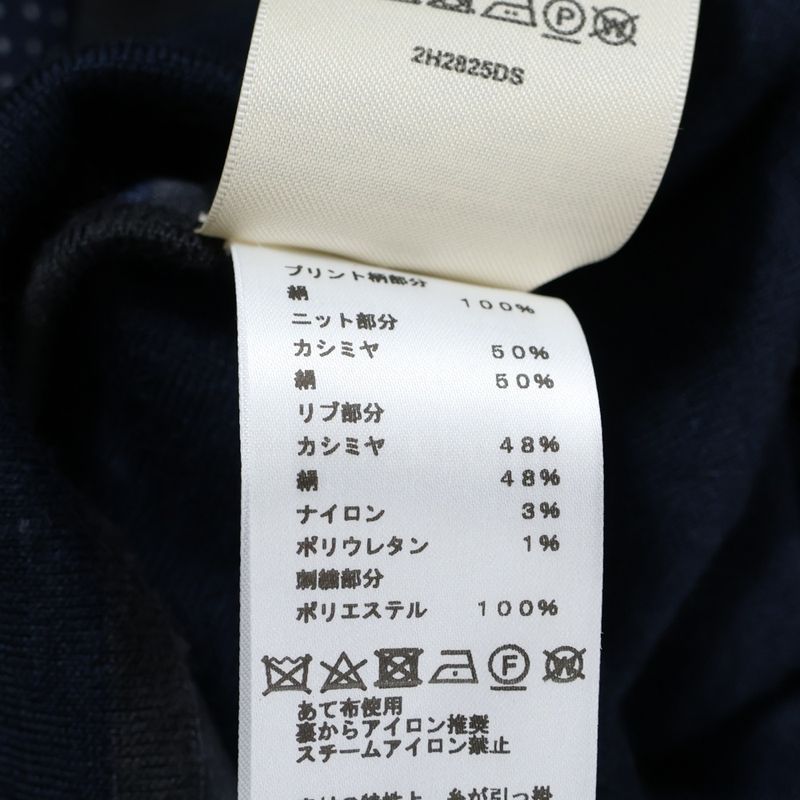 2H2825DS
プリント柄部分
絹 100%
ニット部分
カシミヤ 50%
絹 50%
リブ部分
カシミヤ 48%
絹 48%
ナイロン 3%
ポリウレタン 1%
刺繍部分
ポリエステル 100%
あて布使用
裏からアイロン推奨
スチームアイロン禁止